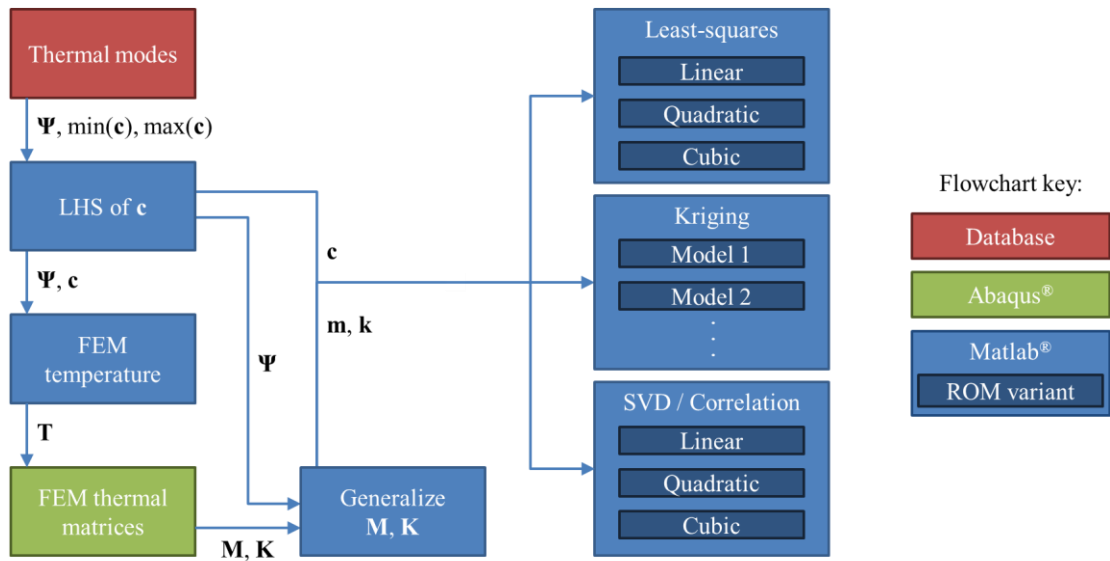 Thermal modes
Ψ, min(c), max(c)
LHS of c
Ψ, c
FEM
temperature
T
FEM thermal
matrices
M, K
Generalize
M, K
Ψ
c
m, k
Least-squares
Linear
Quadratic
Cubic
Kriging
Model 1
Model 2
.
.
.
SVD / Correlation
Linear
Quadratic
Cubic
Flowchart key:
Database
Abaqus®
Matlab®
ROM variant